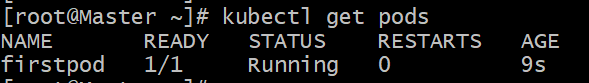 [root@Master ~]# kubectl get pods
NAME READY STATUS RESTARTS AGE
firstpod 1/1 Running 0 9s